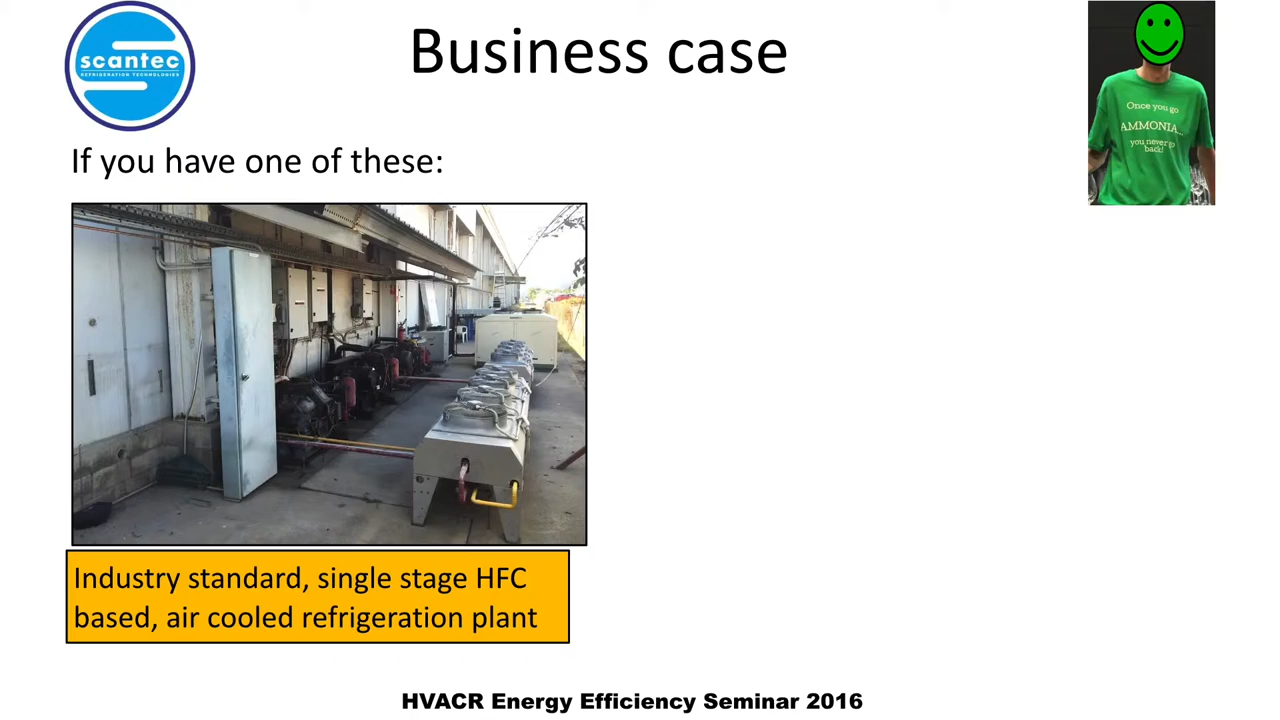 scantec
REFRIGERATION TECHNOLOGIES
Business case
Once you go
AMMONIA...
you never go
back!
If you have one of these:
Industry standard, single stage HFC
based, air cooled refrigeration plant
HVACR Energy Efficiency Seminar 2016